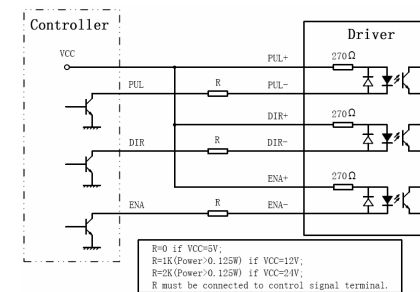 Controller
Driver
VCC
PUL+
270Ω
PUL
R
PUL-
DIR+
270Ω
DIR
R
DIR-
ENA+
270Ω
ENA
R
ENA-
R=0 if VCC=5V;
R=1K(Power>0.125W) if VCC=12V;
R=2K(Power>0.125W) if VCC=24V;
R must be connected to control signal terminal.